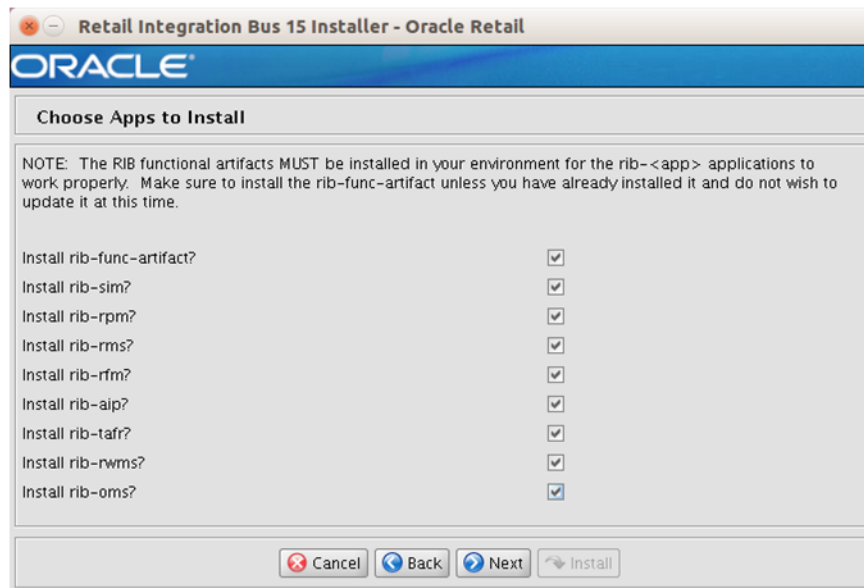 Retail Integration Bus 15 Installer - Oracle Retail
ORACLE
Choose Apps to Install
NOTE: The RIB functional artifacts MUST be installed in your environment for the rib-<app> applications to
work properly. Make sure to install the rib-func-artifact unless you have already installed it and do not wish to
update it at this time.
Install rib-func-artifact?
Install rib-sim?
Install rib-rpm?
Install rib-rms?
Install rib-rfm?
Install rib-aip?
Install rib-tafr?
Install rib-rwms?
Install rib-oms?
Cancel Back Next Install